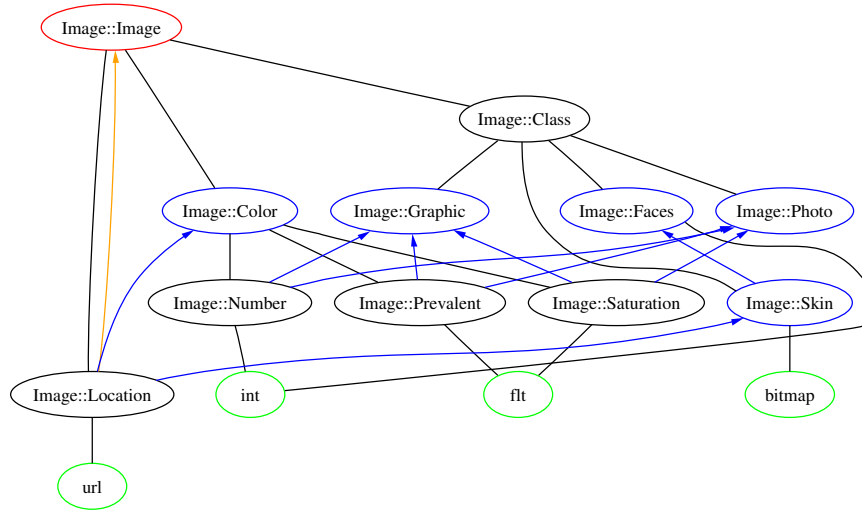 Image::Image
Image::Class
Image::Color
Image::Graphic
Image::Faces
Image::Photo
Image::Number
Image::Prevalent
Image::Saturation
Image::Skin
Image::Location
int
flt
bitmap
url